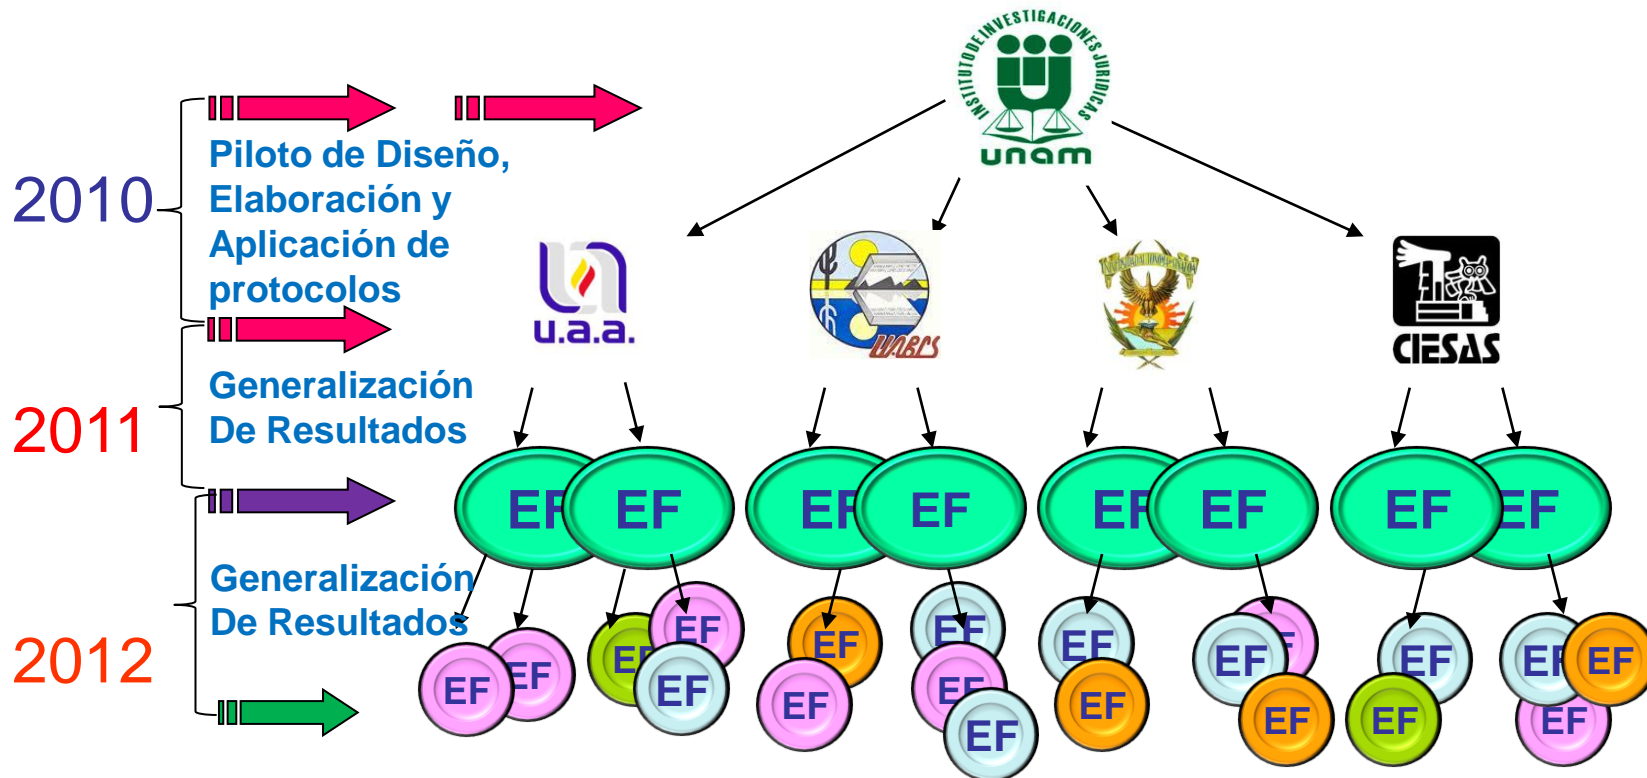 INSTITUTO DE INVESTIGACIONES JURIDICAS
unam
2010
Piloto de Diseño,
Elaboración y
Aplicación de
protocolos
u.a.a.
UABCS
CIESAS
2011
Generalización
De Resultados
EF EF EF EF EF EF EF EF
2012
Generalización
De Resultados
EF EF EF EF EF
EF EF
EF EF EF
EF EF
EF EF EF
EF EF
EF EF EF